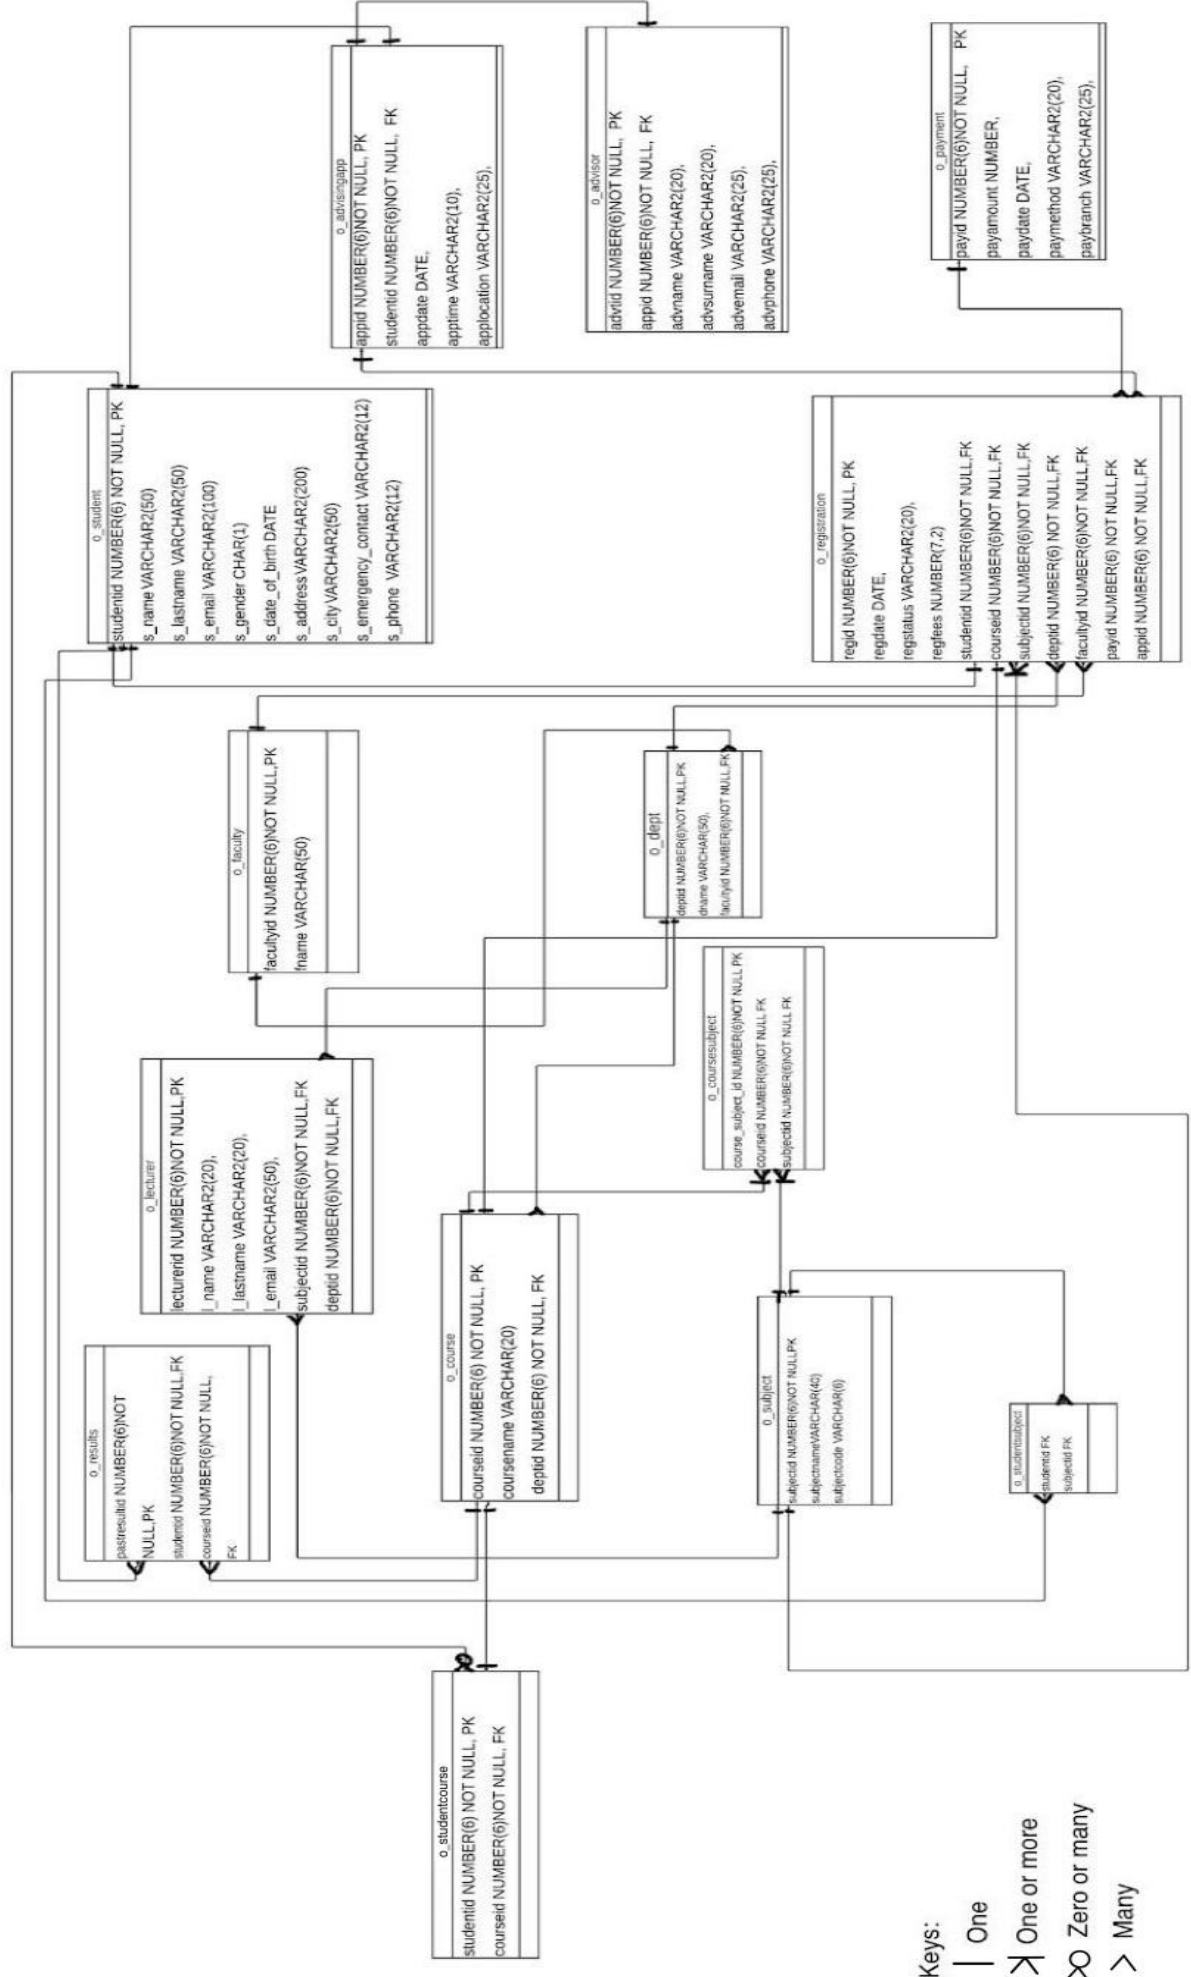 o_studentcourse
studentid NUMBER(6) NOT NULL, PK
courseid NUMBER(6)NOT NULL, FK
o_results
pastresultid NUMBER(6)NOT
NULL,PK
studentid NUMBER(6)NOT NULL,FK
courseid NUMBER(6)NOT NULL,
FK
o_lecturer
lecturerid NUMBER(6)NOT NULL,PK
l_name VARCHAR2(20),
l_lastname VARCHAR2(20),
l_email VARCHAR2(50),
subjectid NUMBER(6)NOT NULL,FK
deptid NUMBER(6)NOT NULL,FK
o_faculty
facultyid NUMBER(6)NOT NULL,PK
fname VARCHAR(50)
o_student
studentid NUMBER(6) NOT NULL, PK
s_name VARCHAR2(50)
s_lastname VARCHAR2(50)
s_email VARCHAR2(100)
s_gender CHAR(1)
s_date_of_birth DATE
s_address VARCHAR2(200)
s_city VARCHAR2(50)
s_emergency_contact VARCHAR2(12)
s_phone VARCHAR2(12)
o_advisingapp
appid NUMBER(6)NOT NULL, PK
studentid NUMBER(6)NOT NULL, FK
appdate DATE,
apptime VARCHAR2(10),
applocation VARCHAR2(25),
o_course
courseid NUMBER(6) NOT NULL, PK
coursename VARCHAR(20)
deptid NUMBER(6) NOT NULL, FK
o_dept
deptid NUMBER(6)NOT NULL,PK
dname VARCHAR(50),
facultyid NUMBER(6)NOT NULL,FK
o_advisor
advtid NUMBER(6)NOT NULL, PK
appid NUMBER(6)NOT NULL, FK
advname VARCHAR2(20),
advsurname VARCHAR2(20),
advemail VARCHAR2(25),
advphone VARCHAR2(25),
o_coursesubject
course_subject_id NUMBER(6)NOT NULL PK
courseid NUMBER(6)NOT NULL FK
subjectid NUMBER(6)NOT NULL FK
o_subject
subjectid NUMBER(6)NOT NULLPK
subjectnameVARCHAR(40)
subjectcode VARCHAR(6)
o_registration
regid NUMBER(6)NOT NULL, PK
regdate DATE,
regstatus VARCHAR2(20),
regfees NUMBER(7,2)
studentid NUMBER(6)NOT NULL,FK
courseid NUMBER(6)NOT NULL,FK
subjectid NUMBER(6)NOT NULL,FK
deptid NUMBER(6) NOT NULL,FK
facultyid NUMBER(6)NOT NULL,FK
payid NUMBER(6) NOT NULL,FK
appid NUMBER(6) NOT NULL,FK
o_payment
payid NUMBER(6)NOT NULL, PK
payamount NUMBER,
paydate DATE,
paymethod VARCHAR2(20),
paybranch VARCHAR2(25),
o_studentsubject
studentid FK
subjectid FK
Keys:
One
One or more
Zero or many
Many